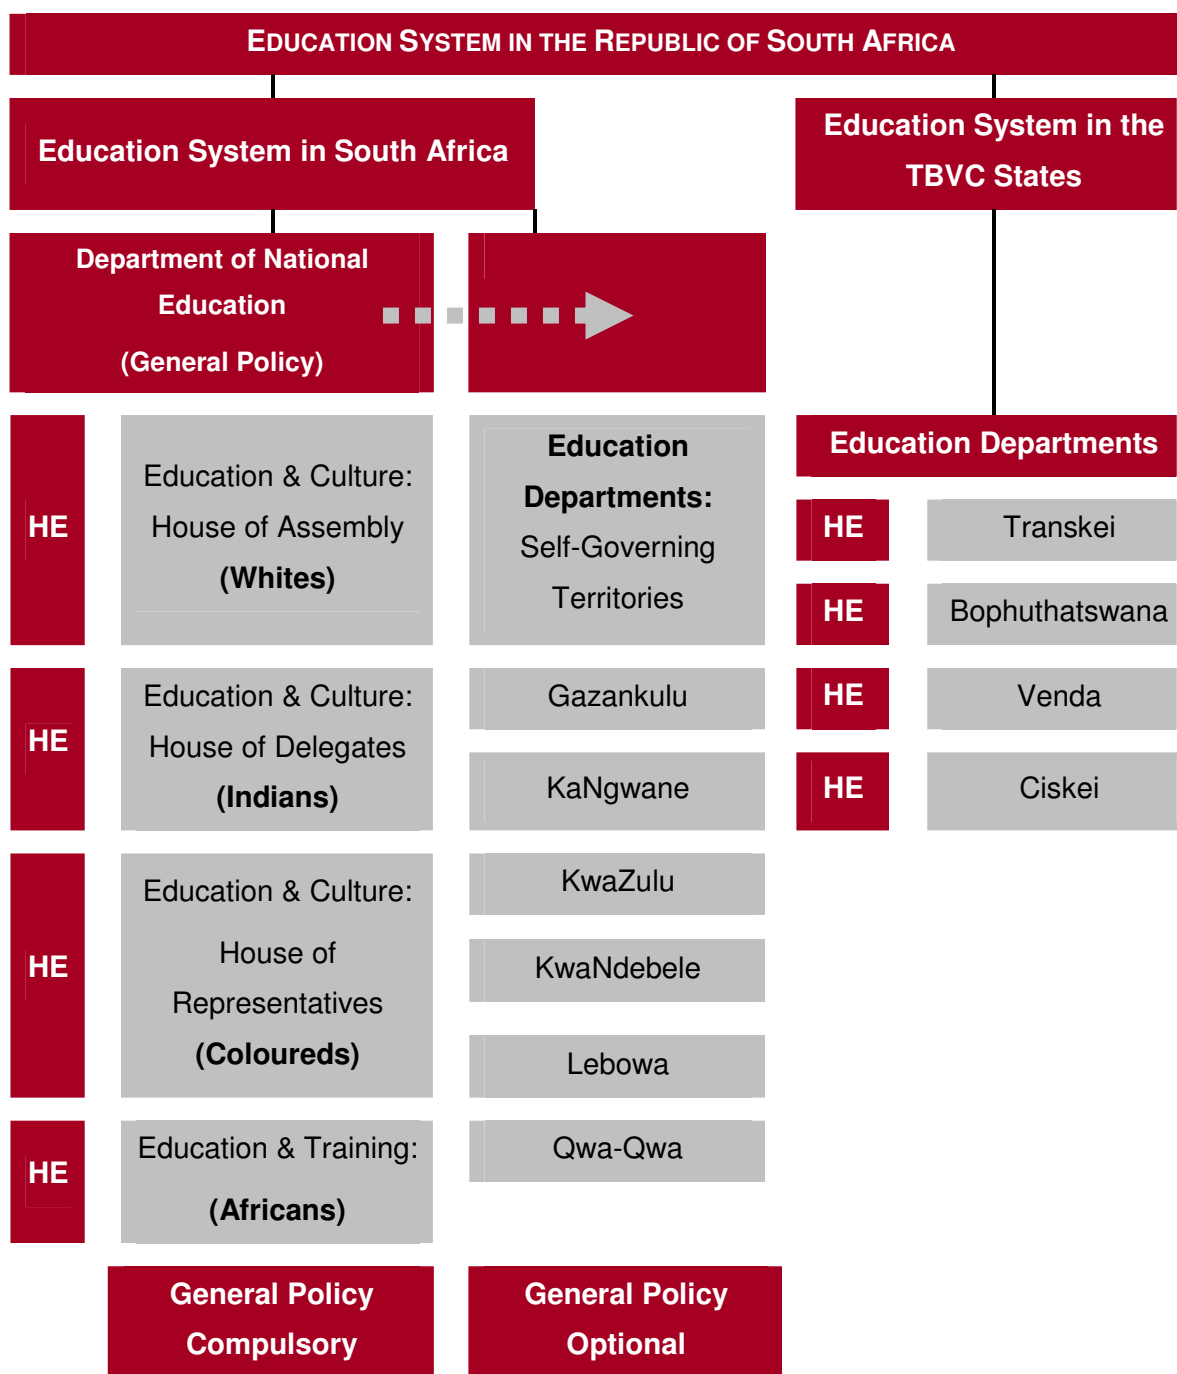 EDUCATION SYSTEM IN THE REPUBLIC OF SOUTH AFRICA
Education System in South Africa
Education System in the
TBVC States
Department of National
Education
(General Policy)
HE
Education & Culture:
House of Assembly
(Whites)
Education
Departments:
Self-Governing
Territories
Education Departments
HE
Transkei
HE
Bophuthatswana
HE
Education & Culture:
House of Delegates
(Indians)
Gazankulu
KaNgwane
HE
Venda
HE
Ciskei
HE
Education & Culture:
House of
Representatives
(Coloureds)
KwaZulu
KwaNdebele
Lebowa
HE
Education & Training:
(Africans)
Qwa-Qwa
General Policy
Compulsory
General Policy
Optional